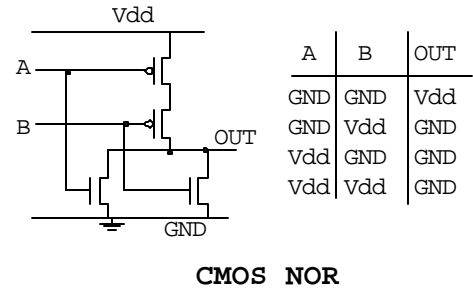 Vdd
A
B
OUT
GND
A B OUT
GND GND Vdd
GND Vdd GND
Vdd GND GND
Vdd Vdd GND
CMOS NOR